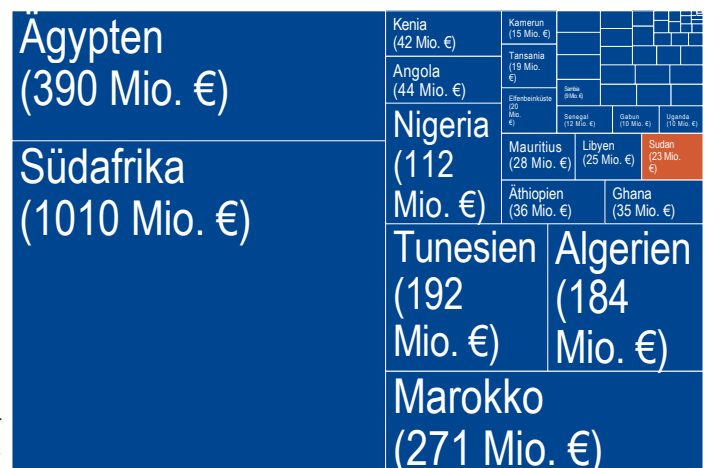 Ägypten
(390 Mio. €)
Südafrika
(1010 Mio. €)
Kenia
(42 Mio. €)
Angola
(44 Mio. €)
Nigeria
(112
Mio. €)
Kamerun
(15 Mio. €)
Tansania
(19 Mio.
€)
Elfenbeinküste
(20
Mio.
€)
Sambia
(9 Mio. €)
Senegal
(12 Mio. €)
Gabun
(10 Mio. €)
Uganda
(10 Mio. €)
Mauritius
(28 Mio. €)
Libyen
(25 Mio. €)
Sudan
(23 Mio.
€)
Äthiopien
(36 Mio. €)
Ghana
(35 Mio. €)
Tunesien
(192
Mio. €)
Algerien
(184
Mio. €)
Marokko
(271 Mio. €)